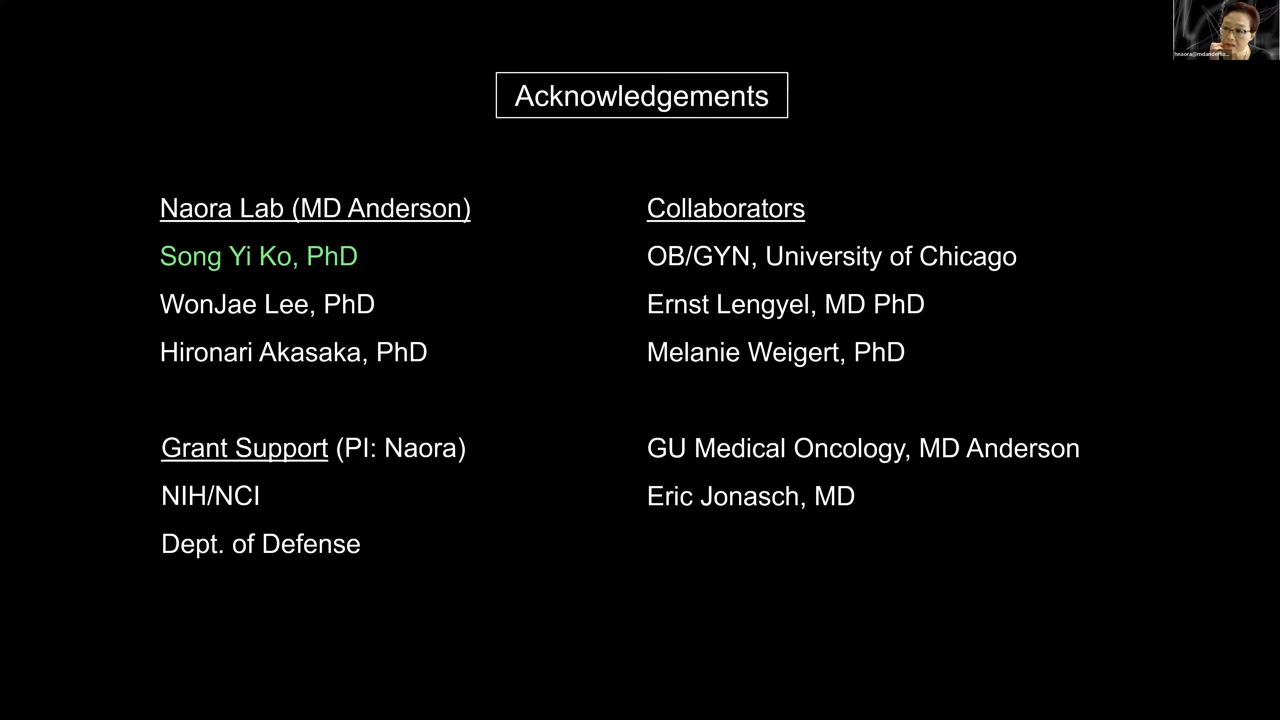 Acknowledgements
Naora Lab (MD Anderson)
Song Yi Ko, PhD
WonJae Lee, PhD
Hironari Akasaka, PhD
Grant Support (PI: Naora)
NIH/NCI
Dept. of Defense
Collaborators
OB/GYN, University of Chicago
Ernst Lengyel, MD PhD
Melanie Weigert, PhD
GU Medical Oncology, MD Anderson
Eric Jonasch, MD